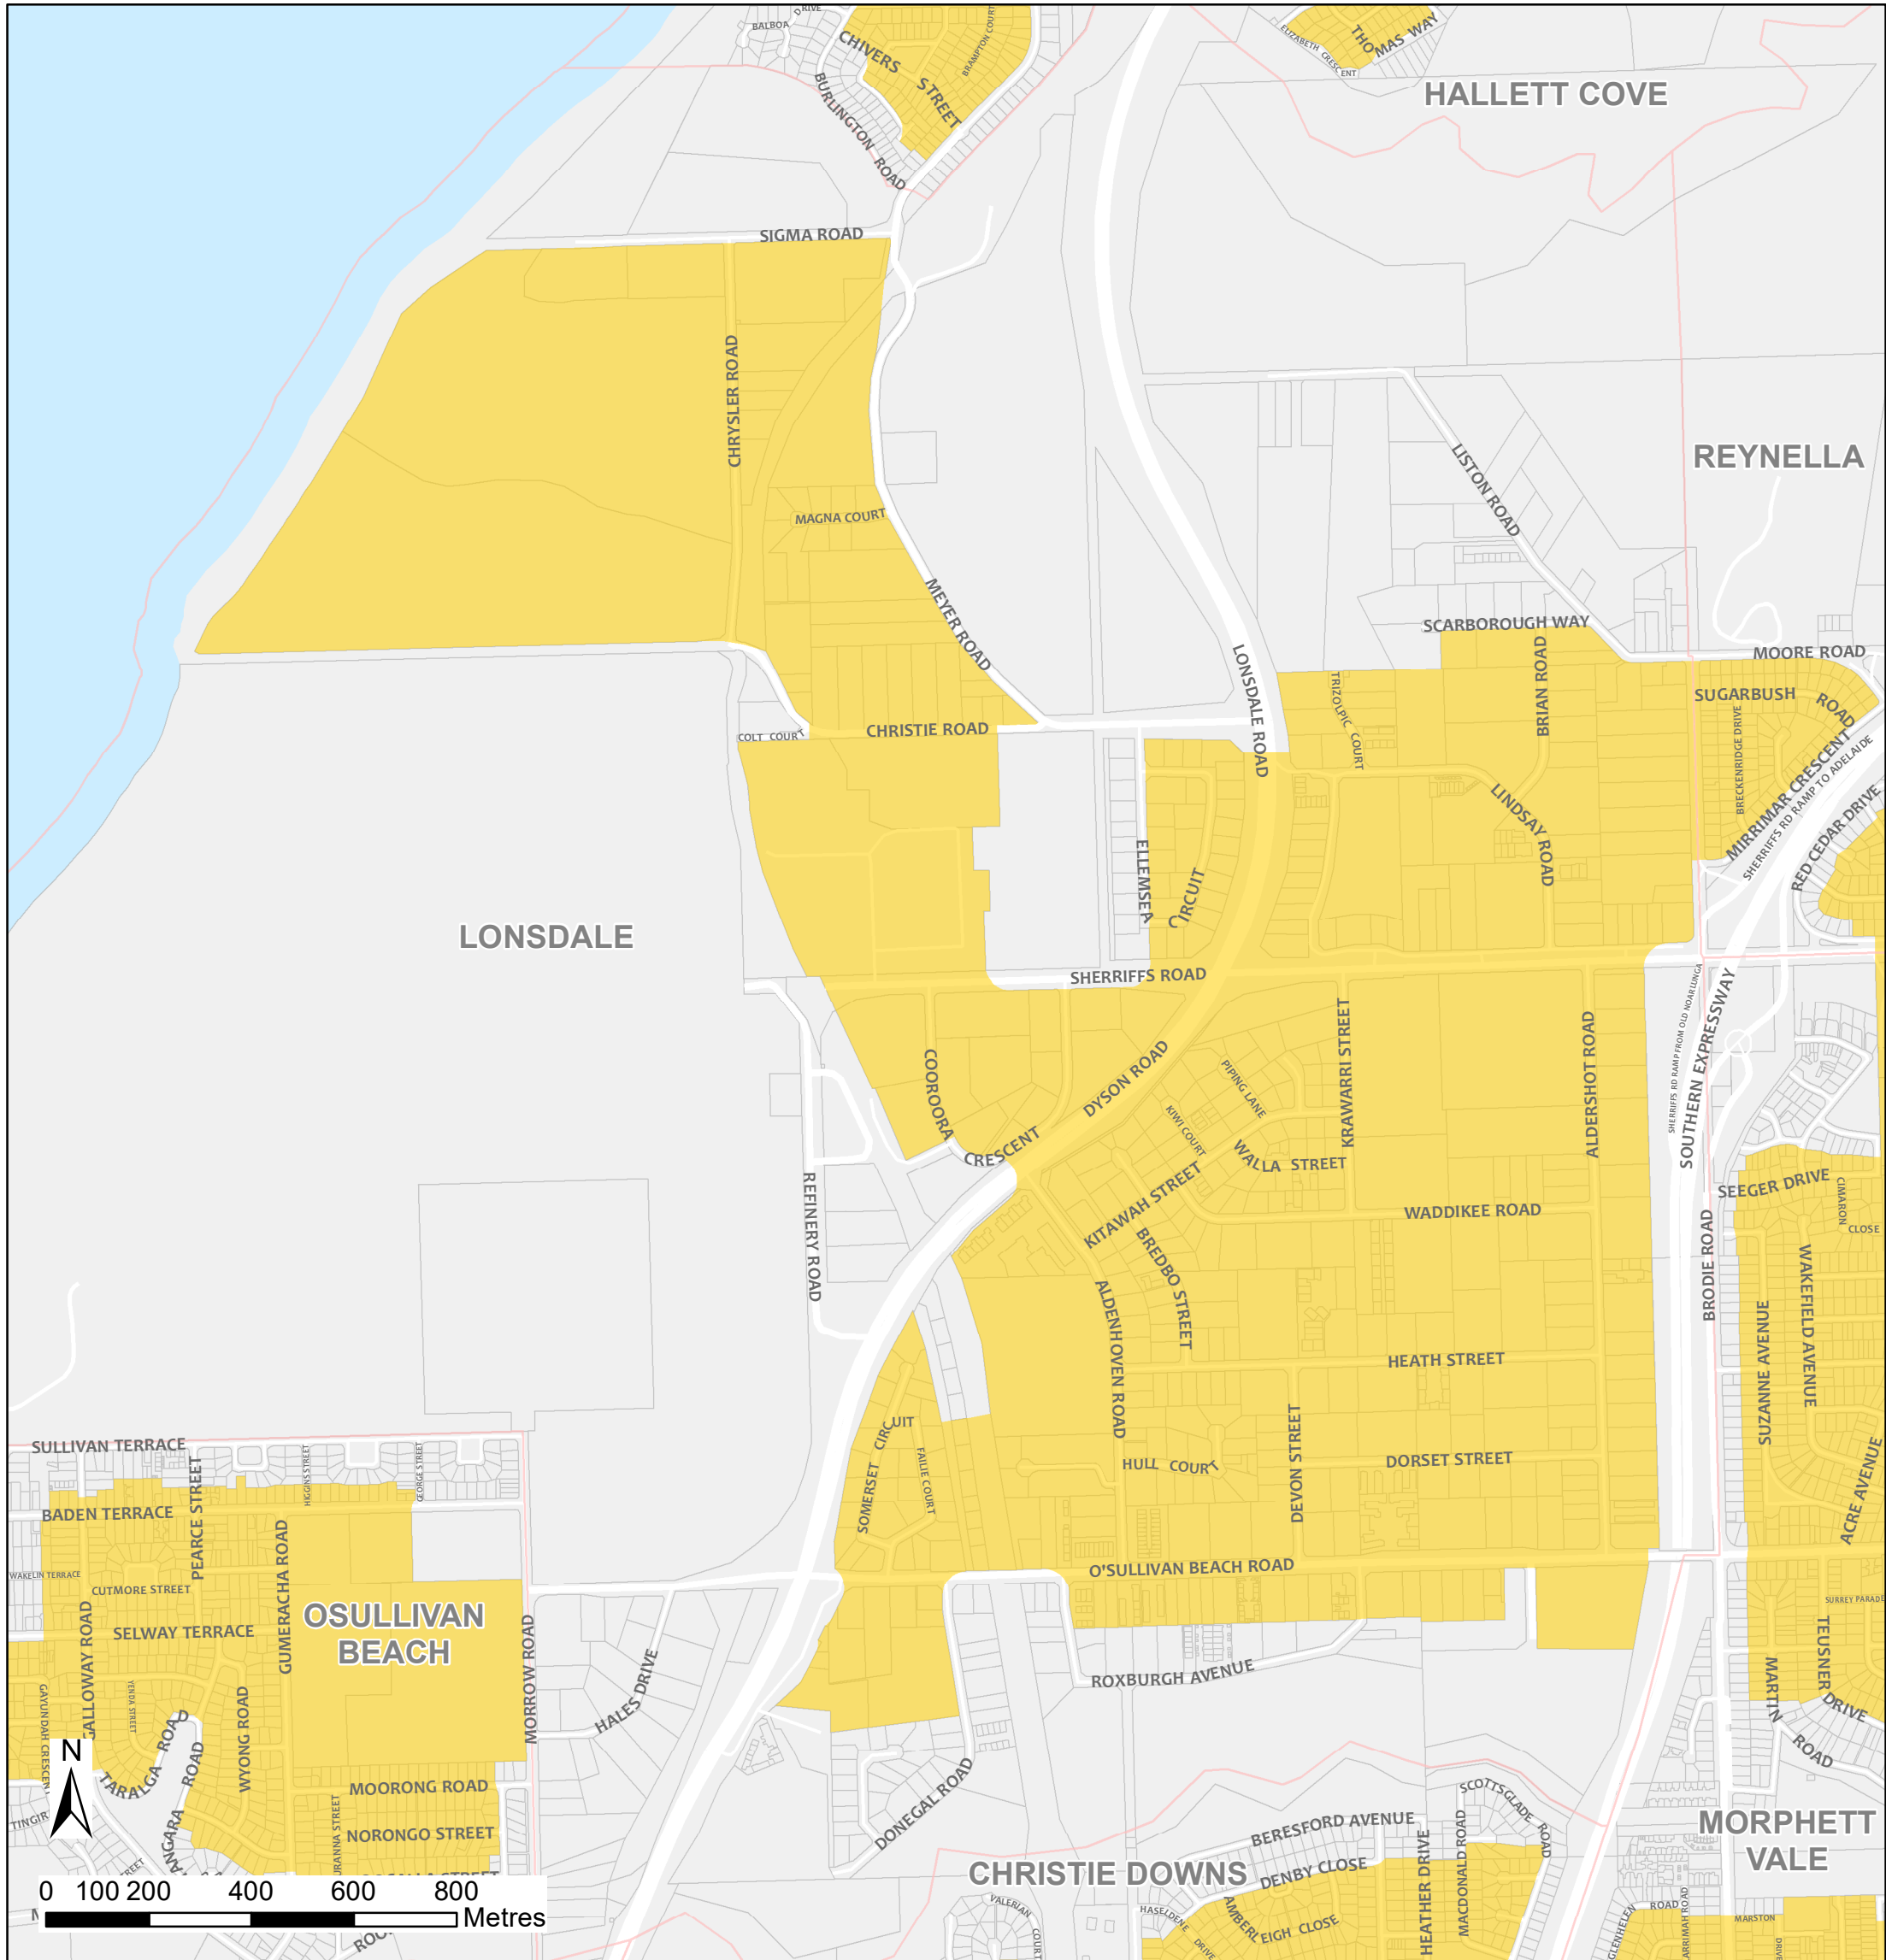 BALBOA
DRIVE
CHIVERS
STREET
BRAMPTON COURT
BURLINGTON ROAD
ELIZABETH CRESCENT
THOMAS WAY
HALLETT COVE
SIGMA ROAD
CHRYSLER ROAD
REYNELLA
LISTON ROAD
MAGNA COURT
MEYER ROAD
SCARBOROUGH WAY
BRIAN ROAD
MOORE ROAD
SUGARBUSH
ROAD
LONSDALE ROAD
TRIZOLPIC COURT
BRECKENRIDGE DRIVE
MIRRIMAR CRESCENT
SHERRIFFS RD RAMP TO ADELAIDE
RED CEDAR DRIVE
COLT COURT
CHRISTIE ROAD
LINDSAY ROAD
ELLEMSEA
CIRCUIT
LONSDALE
SHERRIFFS ROAD
SHERRIFFS RD RAMP FROM OLD NOARLUNGA
SOUTHERN EXPRESSWAY
KRAWARRI STREET
ALDERSHOT ROAD
COOROORA
CRESCENT
DYSON ROAD
PIPING LANE
KIWI COURT
WALLA STREET
KITAWAH STREET
WADDIKEE ROAD
BREDBO STREET
REFINERY ROAD
BRODIE ROAD
SEEGER DRIVE
CIMARON
CLOSE
WAKEFIELD AVENUE
SUZANNE AVENUE
ALDENHOVEN ROAD
HEATH STREET
SOMERSET CIRCUIT
FAILIE COURT
HULL COURT
DEVON STREET
DORSET STREET
ACRE AVENUE
SULLIVAN TERRACE
PEARCE STREET
HIGGINS STREET
GEORGE STREET
BADEN TERRACE
GUMERACHA ROAD
WAKELIN TERRACE
CUTMORE STREET
SELWAY TERRACE
OSULLIVAN
BEACH
O'SULLIVAN BEACH ROAD
SURREY PARADE
TEUSNER
DRIVE
MARTIN
ROAD
GALLOWAY ROAD
GAYUNDAH CRESCENT
YENDA STREET
TARALGA ROAD
ROAD
WYONG ROAD
MORROW ROAD
HALES DRIVE
ROXBURGH AVENUE
MOORONG ROAD
NORONGO STREET
DONEGAL ROAD
N
BERESFORD AVENUE
DENBY CLOSE
SCOTTSGLADE
ROAD
MACDONALD ROAD
HEATHER DRIVE
MORPHETT
VALE
CHRISTIE DOWNS
VALERIAN
COURT
HASELDENE
DRIVE
AMBERLEIGH CLOSE
GLENHELEN
ROAD
MARSTON
DRIVE
0 100 200 400 600 800
Metres